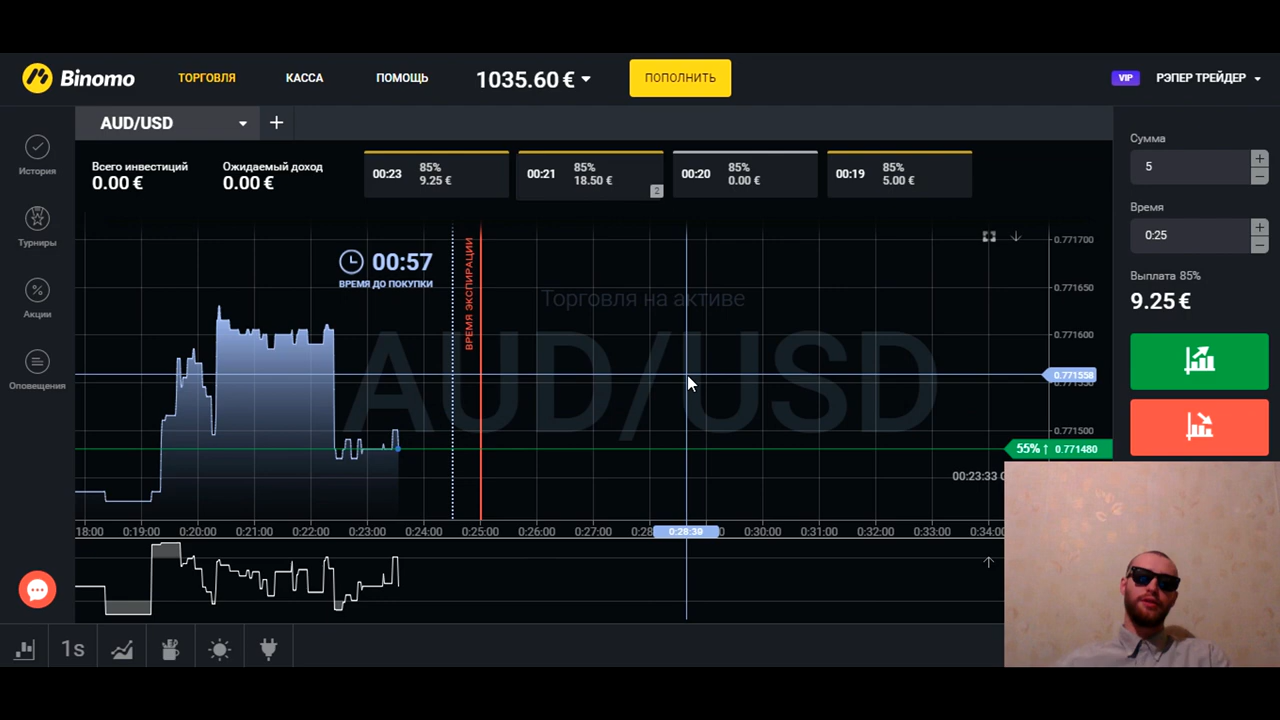 Binomo
ТОРГОВЛЯ
КАССА
ПОМОЩЬ
1035.60 €
ПОПОЛНИТЬ
VIP
РЭПЕР ТРЕЙДЕР
AUD/USD
+
История
Турниры
Акции
Оповещения
Всего инвестиций
0.00 €
Ожидаемый доход
0.00 €
00:23
85%
9.25 €
00:21
85%
18.50 €
2
00:20
85%
0.00 €
00:19
85%
5.00 €
Сумма
5
Время
0:25
Выплата 85%
9.25 €
00:57
ВРЕМЯ ДО ПОКУПКИ
ВРЕМЯ ЭКСПИРАЦИИ
Торговля на активе
AUD/USD
0.771700
0.771650
0.771600
0.771558
0.771500
55% ↑ 0.771480
00:23:33
18:00 0:19:00 0:20:00 0:21:00 0:22:00 0:23:00 0:24:00 0:25:00 0:26:00 0:27:00 0:28:39 0:30:00 0:31:00 0:32:00 0:33:00 0:34:00
1s